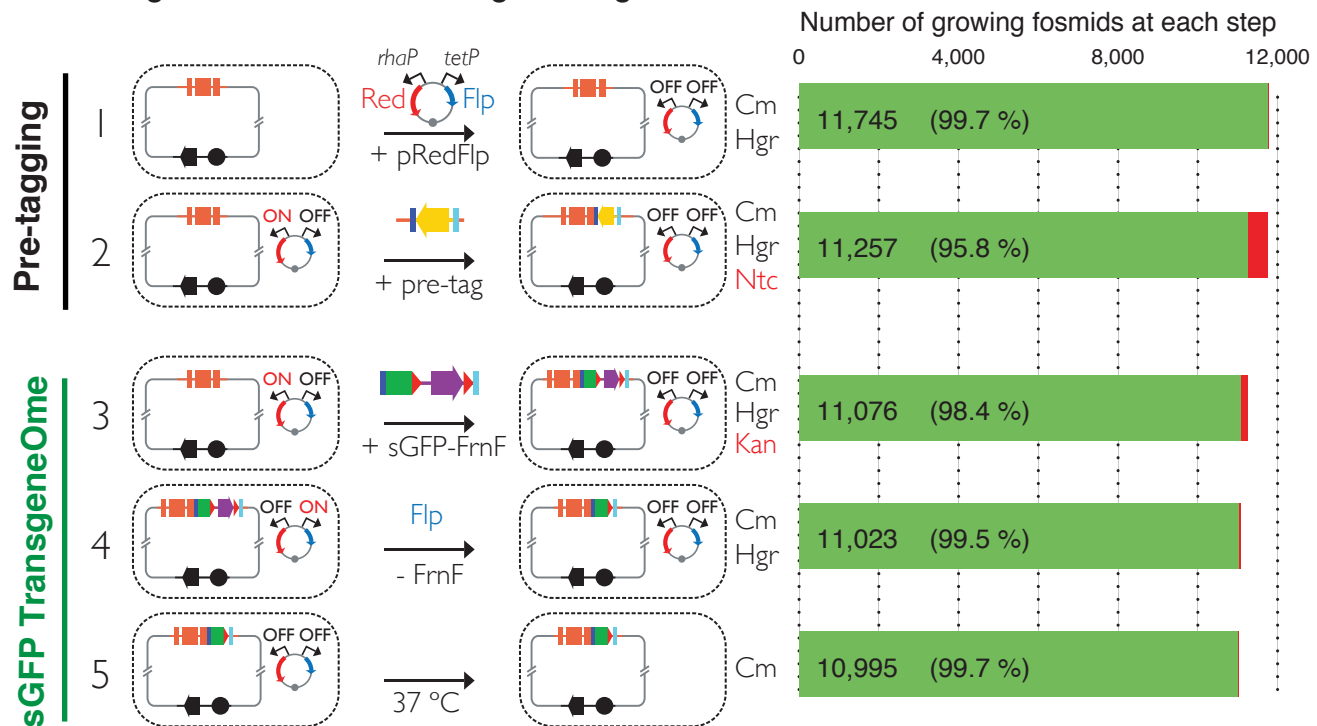 Number of growing fosmids at each step
0 4,000 8,000 12,000
Pre-tagging
1
rhaP tetP
Red Flp
+ pRedFlp
OFF OFF
Cm
Hgr
11,745 (99.7 %)
2
ON OFF
+ pre-tag
OFF OFF
Cm
Hgr
Ntc
11,257 (95.8 %)
sGFP TransgeneOme
3
ON OFF
+ sGFP-FrnF
OFF OFF
Cm
Hgr
Kan
11,076 (98.4 %)
4
OFF ON
Flp
- FrnF
OFF OFF
Cm
Hgr
11,023 (99.5 %)
5
OFF OFF
37 ºC
Cm
10,995 (99.7 %)